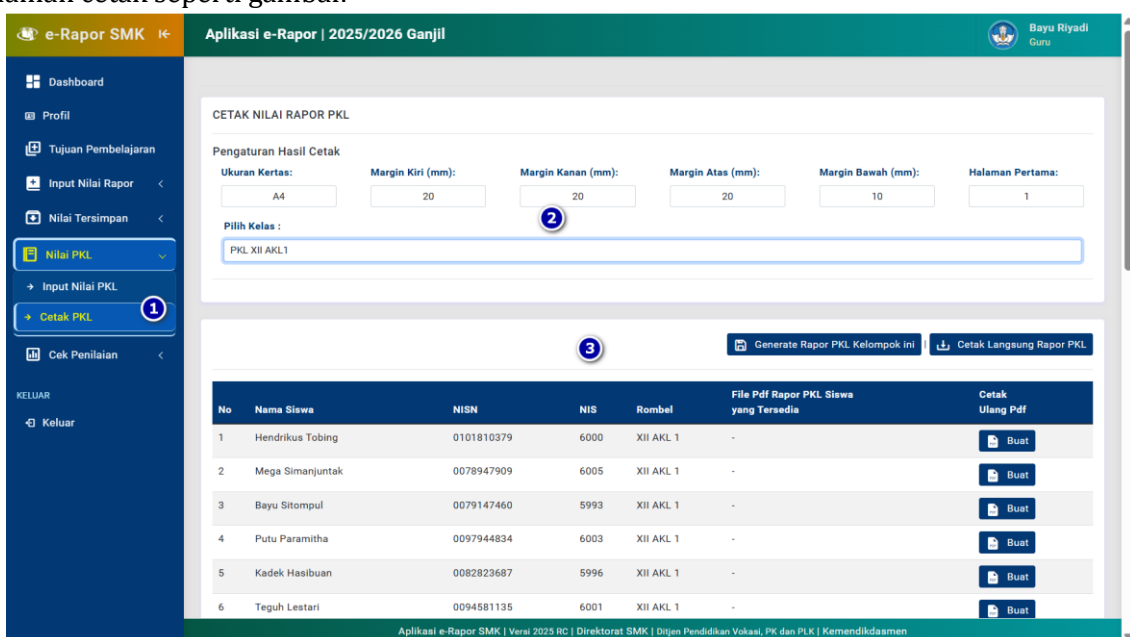 laman cetak seperti gambar.
e-Rapor SMK
Aplikasi e-Rapor | 2025/2026 Ganjil
Bayu Riyadi
Guru
Dashboard
Profil
Tujuan Pembelajaran
Input Nilai Rapor
Nilai Tersimpan
Nilai PKL
Input Nilai PKL
Cetak PKL
1
Cek Penilaian
KELUAR
Keluar
CETAK NILAI RAPOR PKL
Pengaturan Hasil Cetak
Ukuran Kertas: Margin Kiri (mm): Margin Kanan (mm): Margin Atas (mm): Margin Bawah (mm): Halaman Pertama:
A4 20 20 20 10 1
2
Pilih Kelas :
PKL XII AKL1
3
Generate Rapor PKL Kelompok ini | Cetak Langsung Rapor PKL
No Nama Siswa NISN NIS Rombel File Pdf Rapor PKL Siswa yang Tersedia Cetak Ulang Pdf
1 Hendrikus Tobing 0101810379 6000 XII AKL 1 - Buat
2 Mega Simanjuntak 0078947909 6005 XII AKL 1 - Buat
3 Bayu Sitompul 0079147460 5993 XII AKL 1 - Buat
4 Putu Paramitha 0097944834 6003 XII AKL 1 - Buat
5 Kadek Hasibuan 0082823687 5996 XII AKL 1 - Buat
6 Teguh Lestari 0094581135 6001 XII AKL 1 - Buat
Aplikasi e-Rapor SMK | Versi 2025 RC | Direktorat SMK | Ditjen Pendidikan Vokasi, PK dan PLK | Kemendikdasmen